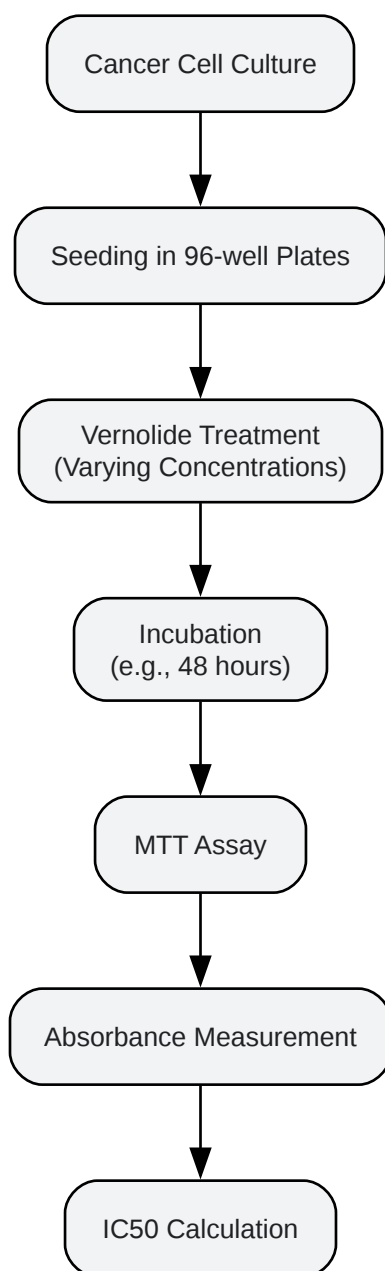 Cancer Cell Culture
Seeding in 96-well Plates
Vernolide Treatment
(Varying Concentrations)
Incubation
(e.g., 48 hours)
MTT Assay
Absorbance Measurement
IC50 Calculation